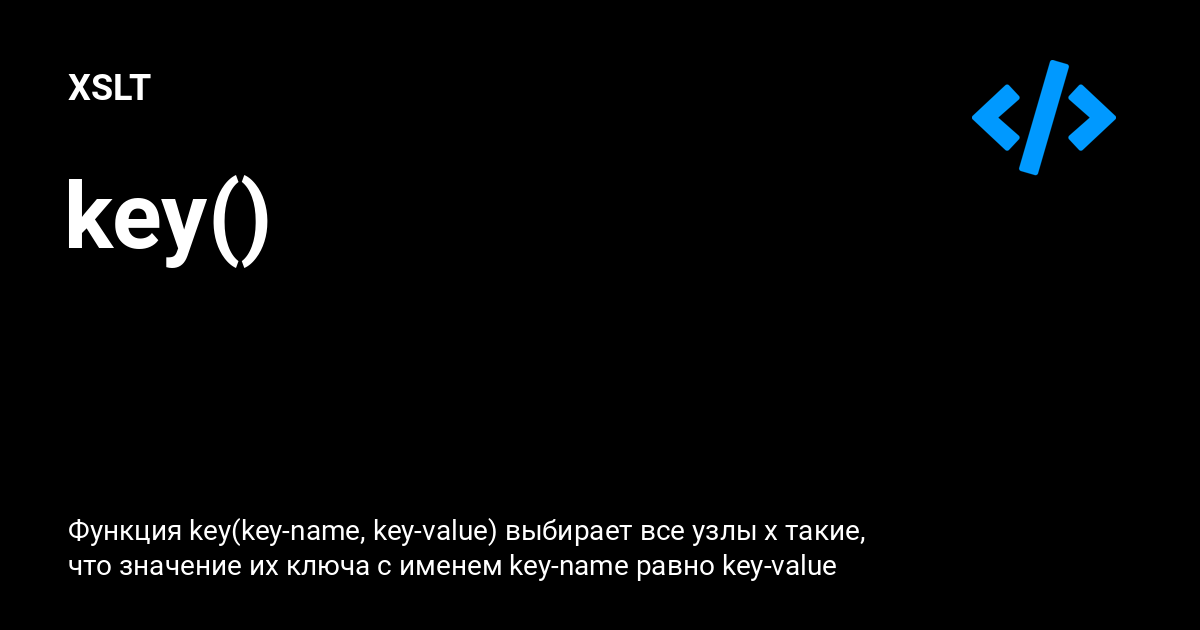 XSLT
key()
Функция key(key-name, key-value) выбирает все узлы x такие,
что значение их ключа с именем key-name равно key-value